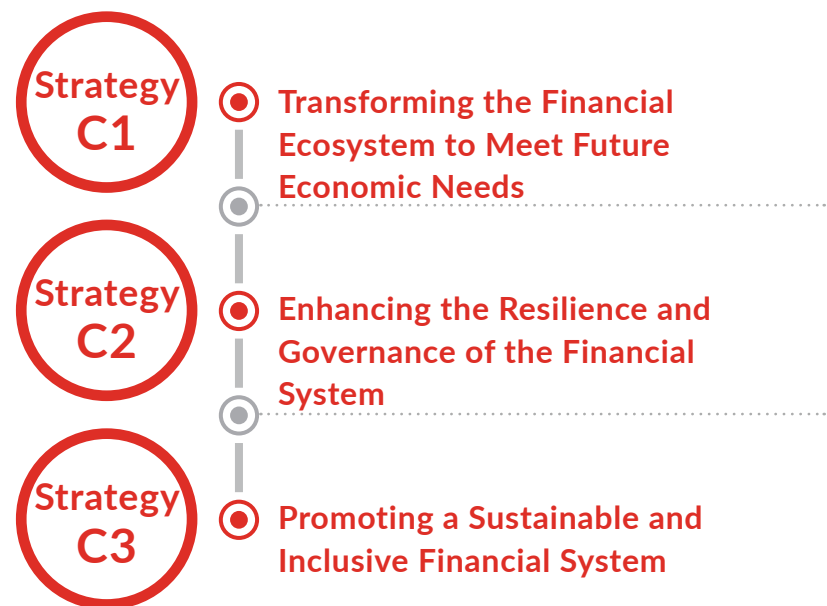 Strategy
C1
Transforming the Financial
Ecosystem to Meet Future
Economic Needs
Strategy
C2
Enhancing the Resilience and
Governance of the Financial
System
Strategy
C3
Promoting a Sustainable and
Inclusive Financial System